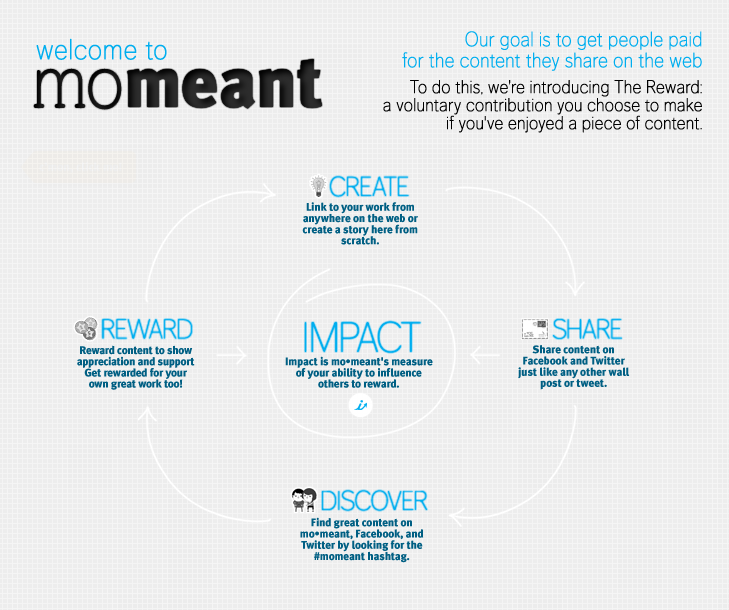 welcome to
momeant
Our goal is to get people paid
for the content they share on the web
To do this, we're introducing The Reward:
a voluntary contribution you choose to make
if you've enjoyed a piece of content.
CREATE
Link to your work from
anywhere on the web or
create a story here from
scratch.
REWARD
Reward content to show
appreciation and support
Get rewarded for your
own great work too!
IMPACT
Impact is mo•meant's measure
of your ability to influence
others to reward.
SHARE
Share content on
Facebook and Twitter
just like any other wall
post or tweet.
DISCOVER
Find great content on
mo•meant, Facebook, and
Twitter by looking for the
#momeant hashtag.